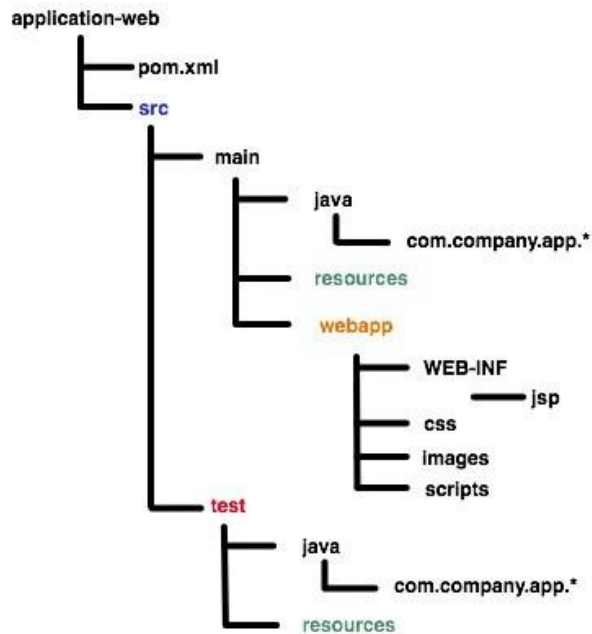 application-web
pom.xml
src
main
java
com.company.app.*
resources
webapp
WEB-INF
jsp
css
images
scripts
test
java
com.company.app.*
resources